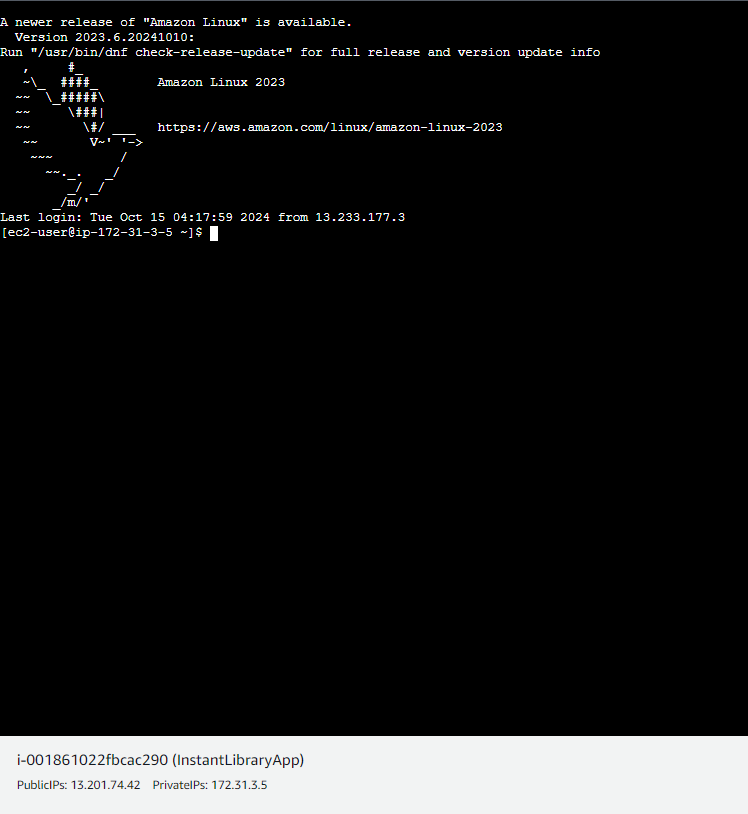 A newer release of "Amazon Linux" is available.
  Version 2023.6.20241010:
Run "/usr/bin/dnf check-release-update" for full release and version update info
   ,     #_
   ~\_  ####_        Amazon Linux 2023
  ~~  \_#####\
  ~~     \###|
  ~~       \#/ ___   https://aws.amazon.com/linux/amazon-linux-2023
   ~~       V~' '->
    ~~~         /
      ~~._.   _/
         _/ _/
       _/m/'
Last login: Tue Oct 15 04:17:59 2024 from 13.233.177.3
[ec2-user@ip-172-31-3-5 ~]$
i-001861022fbcac290 (InstantLibraryApp)
PublicIPs: 13.201.74.42    PrivateIPs: 172.31.3.5